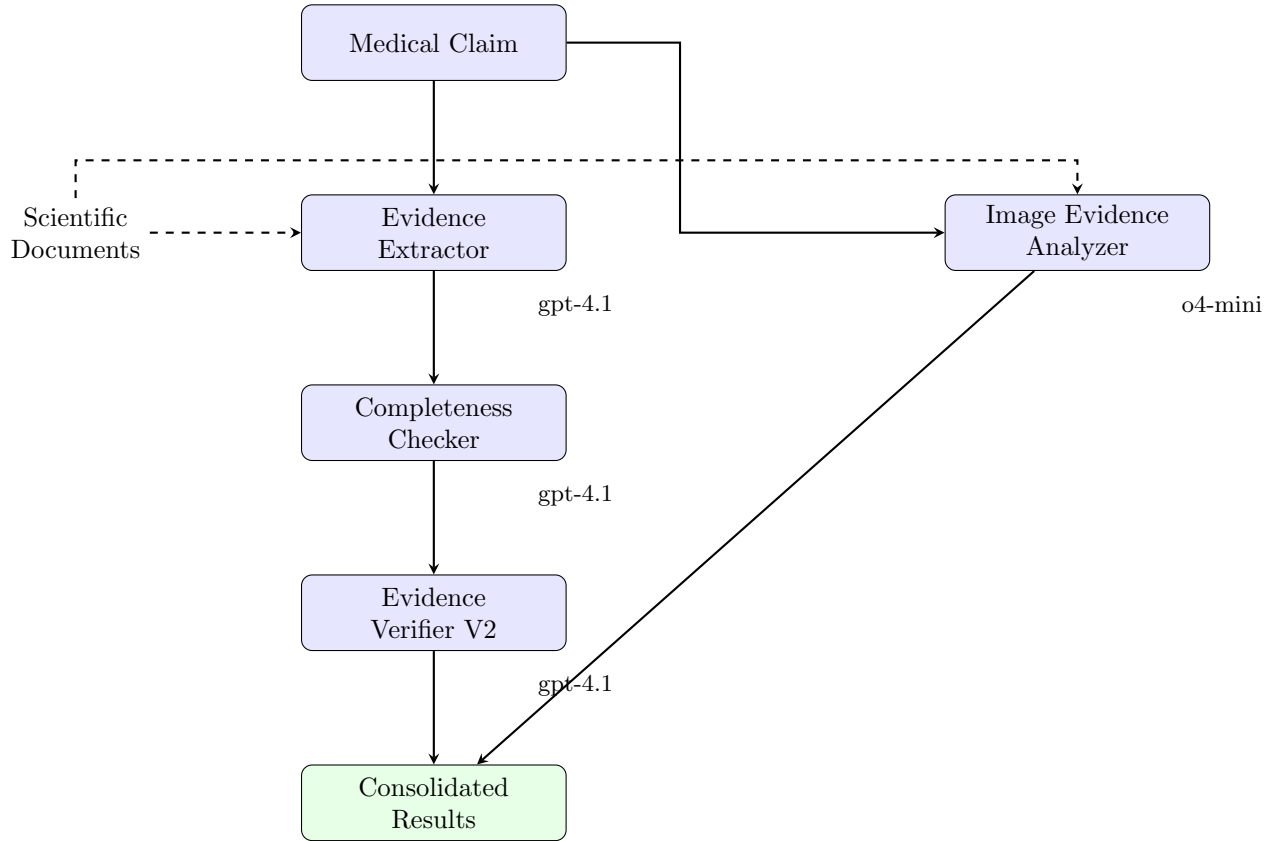 Medical Claim
Scientific
Documents
Evidence
Extractor
Image Evidence
Analyzer
gpt-4.1
o4-mini
Completeness
Checker
gpt-4.1
Evidence
Verifier V2
gpt-4.1
Consolidated
Results